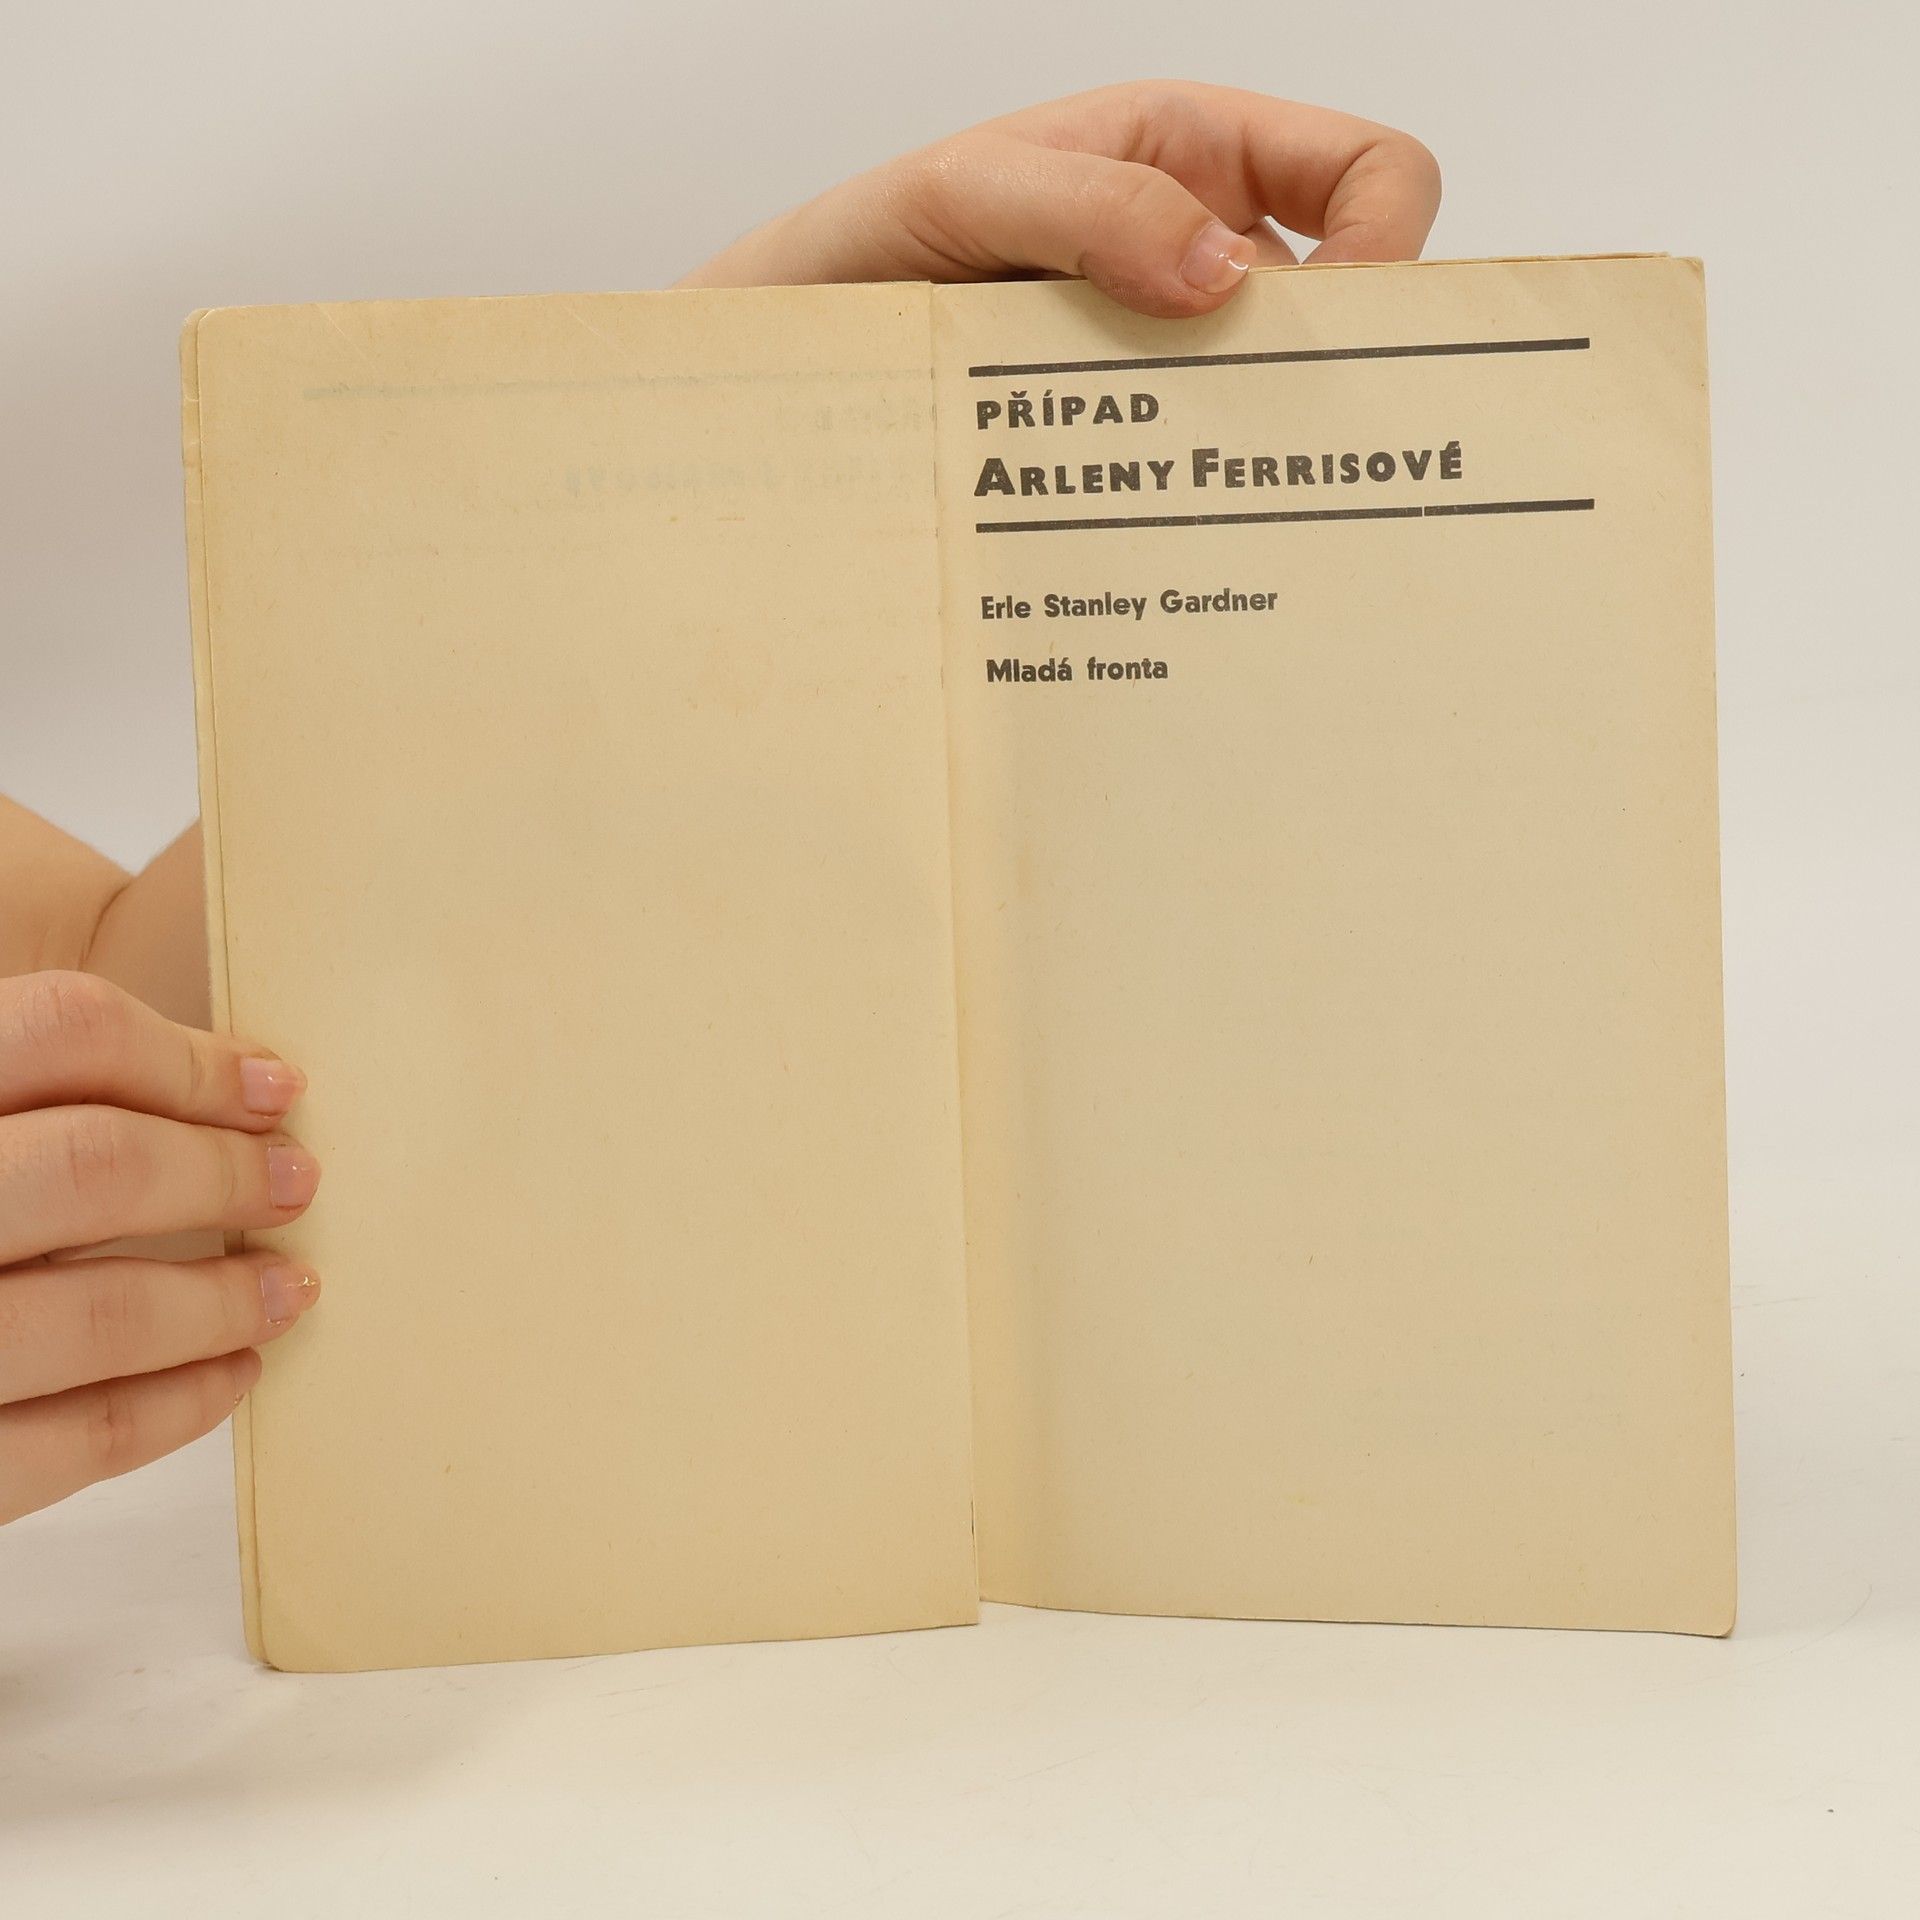 PŘÍPAD
ARLENY FERRISOVÉ
Erle Stanley Gardner
Mladá fronta